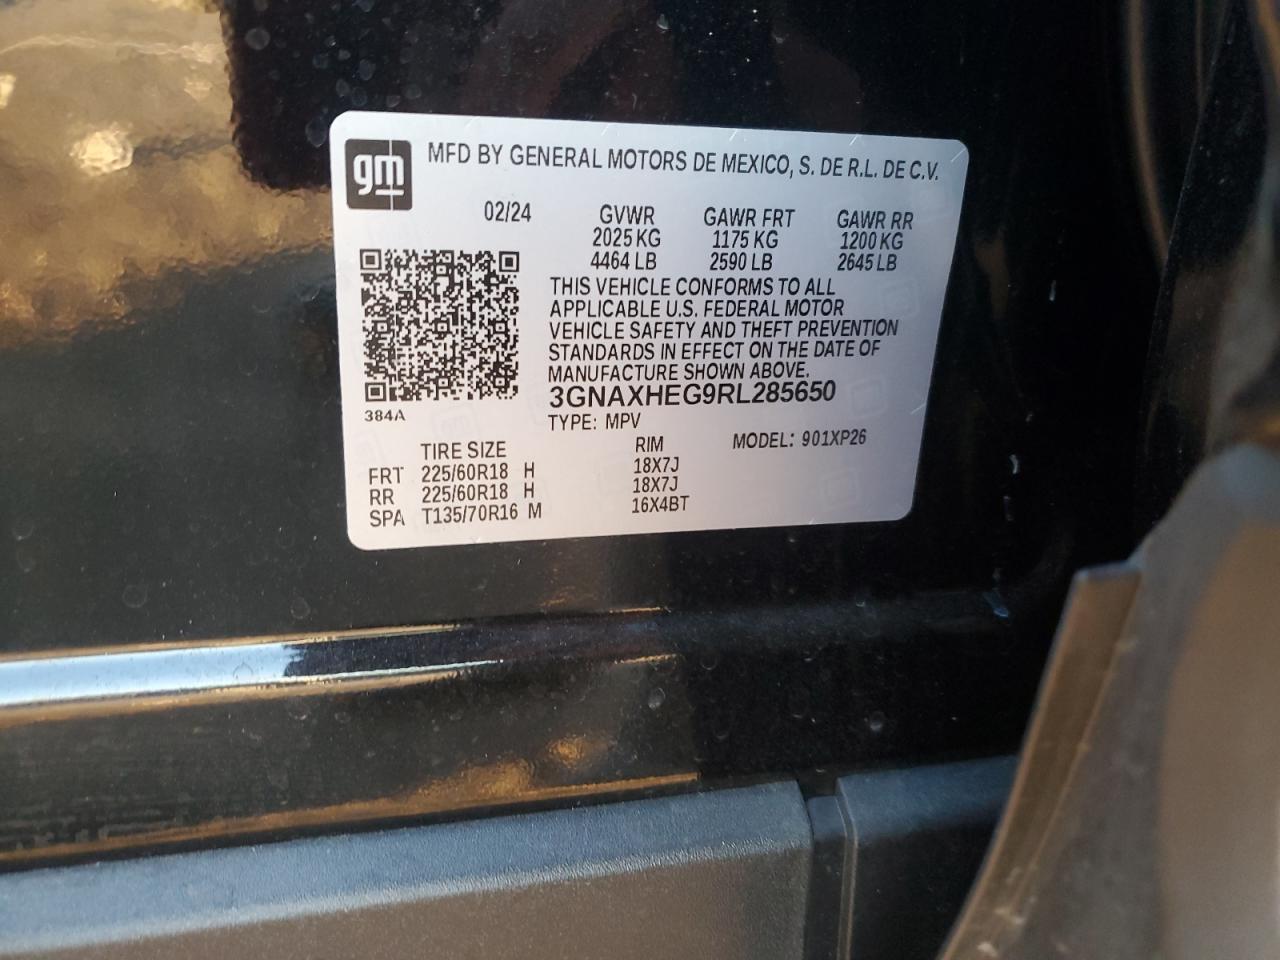 gm MFD BY GENERAL MOTORS DE MEXICO, S. DE R.L. DE C.V.
02/24 GVWR GAWR FRT GAWR RR
2025 KG 1175 KG 1200 KG
4464 LB 2590 LB 2645 LB
THIS VEHICLE CONFORMS TO ALL
APPLICABLE U.S. FEDERAL MOTOR
VEHICLE SAFETY AND THEFT PREVENTION
STANDARDS IN EFFECT ON THE DATE OF
MANUFACTURE SHOWN ABOVE.
3GNAXHEG9RL285650
384A
TYPE: MPV
TIRE SIZE RIM MODEL: 901XP26
FRT 225/60R18 H 18X7J
RR 225/60R18 H 18X7J
SPA T135/70R16 M 16X4BT